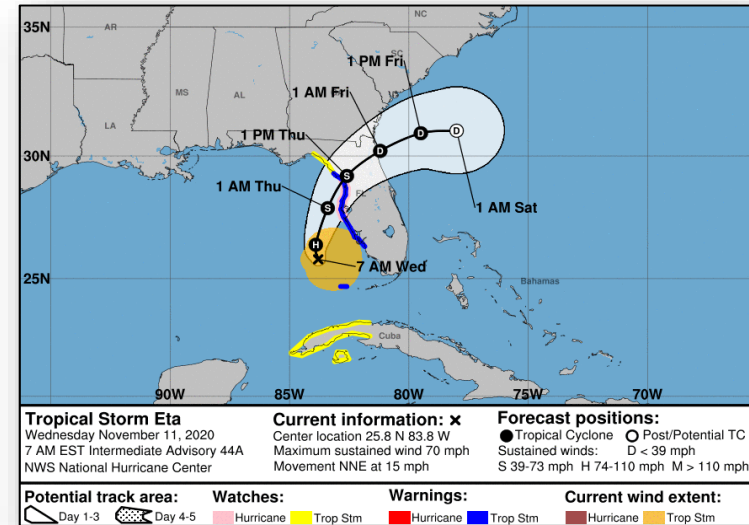 NC
35N
AR
SC
1 PM Fri
MS
AL
1 AM Fri
LA
1 PM Thu
30N
D
D
D
S
FL
1 AM Thu
S
1 AM Sat
H
7 AM Wed
25N
Bahamas
Cuba
90W
85W
80W
75W
70W
Tropical Storm Eta
Wednesday November 11, 2020
7 AM EST Intermediate Advisory 44A
NWS National Hurricane Center
Current information: ×
Center location 25.8 N 83.8 W
Maximum sustained wind 70 mph
Movement NNE at 15 mph
Forecast positions:
Tropical Cyclone Post/Potential TC
Sustained winds: D < 39 mph
S 39-73 mph H 74-110 mph M > 110 mph
Potential track area:
Day 1-3 Day 4-5
Watches:
Hurricane Trop Stm
Warnings:
Hurricane Trop Stm
Current wind extent:
Hurricane Trop Stm